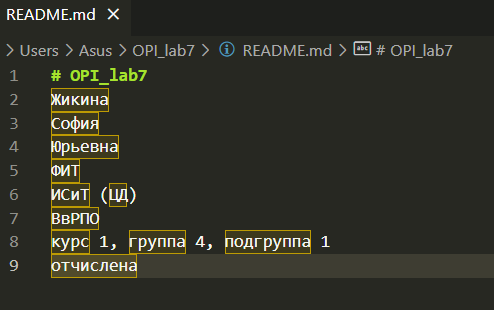 README.md
Users > Asus > OPI_lab7 > README.md > # OPI_lab7
1 # OPI_lab7
2 Жикина
3 София
4 Юрьевна
5 ФИТ
6 ИСиТ (ЦД)
7 ВвРПО
8 курс 1, группа 4, подгруппа 1
9 отчислена